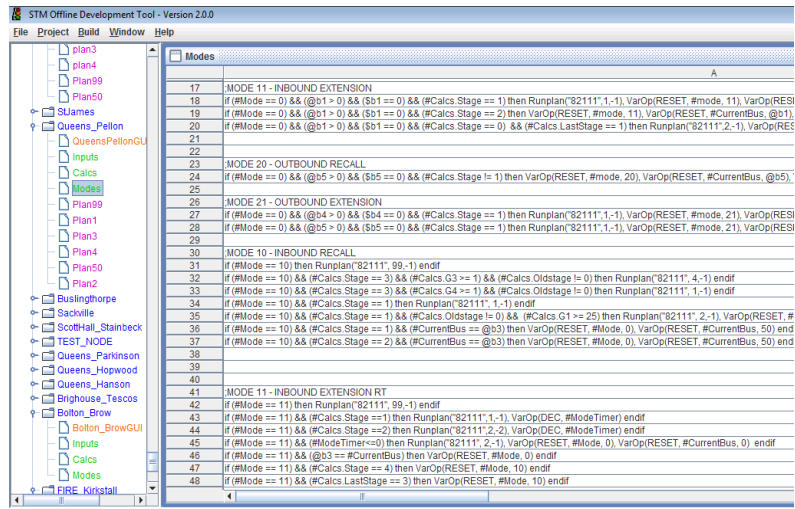 STM Offline Development Tool - Version 2.0.0
File Project Build Window Help
plan3
plan4
Plan99
Plan50
StJames
Queens_Pellon
QueensPellonGU
Inputs
Calcs
Modes
Plan99
Plan1
Plan3
Plan4
Plan50
Plan2
Buslingthorpe
Sackville
ScottHall_Stainbeck
TEST_NODE
Queens_Parkinson
Queens_Hopwood
Queens_Hanson
Brighouse_Tescos
Bolton_Brow
Bolton_BrowGUI
Inputs
Calcs
Modes
FIRE_Kirkstall
Modes
A
17 ;MODE 11 - INBOUND EXTENSION
18 if (#Mode == 0) && (@b1 > 0) && ($b1 == 0) && (#Calcs.Stage == 1) then Runplan("82111",1,-1), VarOp(RESET, #mode, 11), VarOp(RES
19 if (#Mode == 0) && (@b1 > 0) && ($b1 == 0) && (#Calcs.Stage == 2) then VarOp(RESET, #mode, 11), VarOp(RESET, #CurrentBus, @b1),
20 if (#Mode == 0) && (@b1 > 0) && ($b1 == 0) && (#Calcs.Stage == 0) && (#Calcs.LastStage == 1) then Runplan("82111",2,-1), VarOp(RES
21
22
23 ;MODE 20 - OUTBOUND RECALL
24 if (#Mode == 0) && (@b5 > 0) && ($b5 == 0) && (#Calcs.Stage != 1) then VarOp(RESET, #mode, 20), VarOp(RESET, #CurrentBus, @b5),
25
26 ;MODE 21 - OUTBOUND EXTENSION
27 if (#Mode == 0) && (@b4 > 0) && ($b4 == 0) && (#Calcs.Stage == 1) then Runplan("82111",1,-1), VarOp(RESET, #mode, 21), VarOp(RES
28 if (#Mode == 0) && (@b5 > 0) && ($b5 == 0) && (#Calcs.Stage == 1) then Runplan("82111",1,-1), VarOp(RESET, #mode, 21), VarOp(RES
29
30 ;MODE 10 - INBOUND RECALL
31 if (#Mode == 10) then Runplan("82111", 99,-1) endif
32 if (#Mode == 10) && (#Calcs.Stage == 3) && (#Calcs.G3 >= 1) && (#Calcs.Oldstage != 0) then Runplan("82111", 4,-1) endif
33 if (#Mode == 10) && (#Calcs.Stage == 3) && (#Calcs.G4 >= 1) && (#Calcs.Oldstage != 0) then Runplan("82111", 1,-1) endif
34 if (#Mode == 10) && (#Calcs.Stage == 1) then Runplan("82111", 1,-1) endif
35 if (#Mode == 10) && (#Calcs.Stage == 1) && (#Calcs.Oldstage != 0) && (#Calcs.G1 >= 25) then Runplan("82111", 2,-1), VarOp(RESET, #
36 if (#Mode == 10) && (#Calcs.Stage == 1) && (#CurrentBus == @b3) then VarOp(RESET, #Mode, 0), VarOp(RESET, #CurrentBus, 50) end
37 if (#Mode == 10) && (#Calcs.Stage == 2) && (#CurrentBus == @b3) then VarOp(RESET, #Mode, 0), VarOp(RESET, #CurrentBus, 50) end
38
39
40
41 ;MODE 11 - INBOUND EXTENSION RT
42 if (#Mode == 11) then Runplan("82111", 99,-1) endif
43 if (#Mode == 11) && (#Calcs.Stage ==1) then Runplan("82111",1,-1), VarOp(DEC, #ModeTimer) endif
44 if (#Mode == 11) && (#Calcs.Stage ==2) then Runplan("82111",2,-2), VarOp(DEC, #ModeTimer) endif
45 if (#Mode == 11) && (#ModeTimer<=0) then Runplan("82111", 2,-1), VarOp(RESET, #Mode, 0), VarOp(RESET, #CurrentBus, 0) endif
46 if (#Mode == 11) && (@b3 == #CurrentBus) then VarOp(RESET, #Mode, 0) endif
47 if (#Mode == 11) && (#Calcs.Stage == 4) then VarOp(RESET, #Mode, 10) endif
48 if (#Mode == 11) && (#Calcs.LastStage == 3) then VarOp(RESET, #Mode, 10) endif